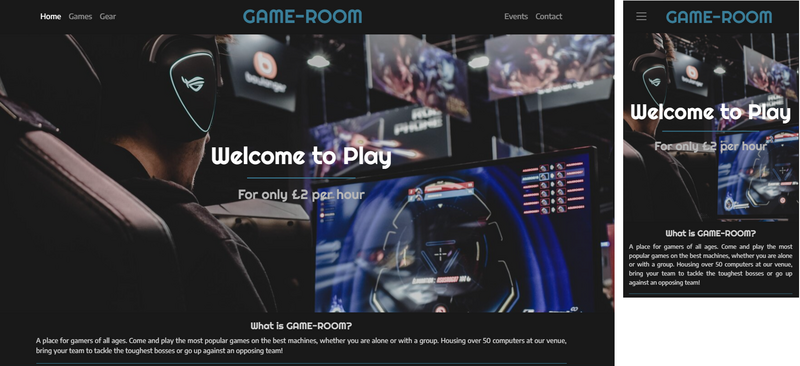 Home Games Gear GAME-ROOM Events Contact
Welcome to Play
For only £2 per hour
What is GAME-ROOM?
A place for gamers of all ages. Come and play the most popular games on the best machines, whether you are alone or with a group. Housing over 50 computers at our venue,
bring your team to tackle the toughest bosses or go up against an opposing team!
GAME-ROOM
Welcome to Play
For only £2 per hour
What is GAME-ROOM?
A place for gamers of all ages. Come and play the most
popular games on the best machines, whether you are alone
or with a group. Housing over 50 computers at our venue,
bring your team to tackle the toughest bosses or go up
against an opposing team!